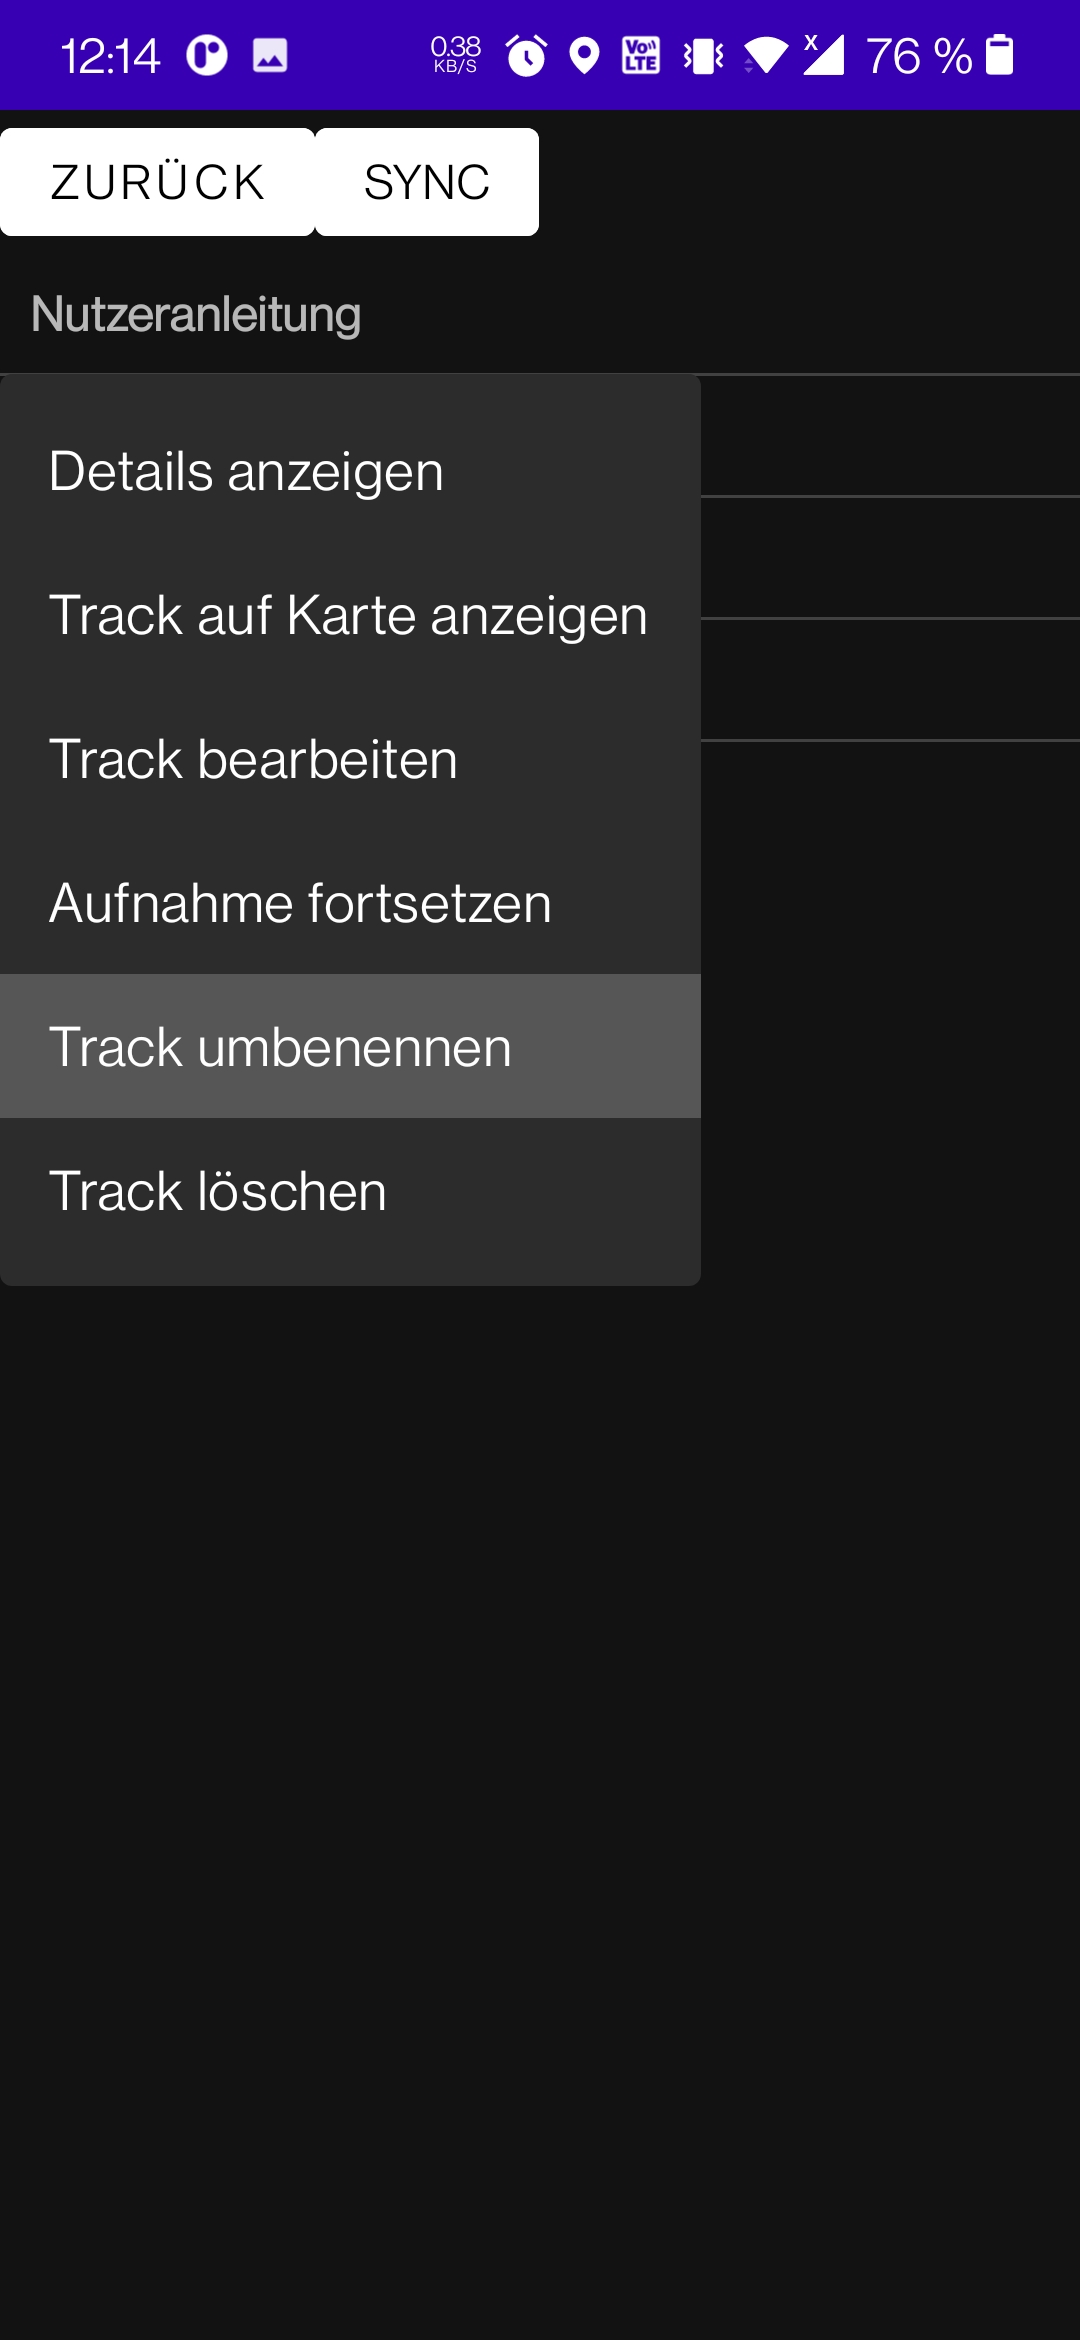 12:14 0.38 KB/S Vo LTE X 76 %
ZURÜCK SYNC
Nutzeranleitung
Details anzeigen
Track auf Karte anzeigen
Track bearbeiten
Aufnahme fortsetzen
Track umbenennen
Track löschen